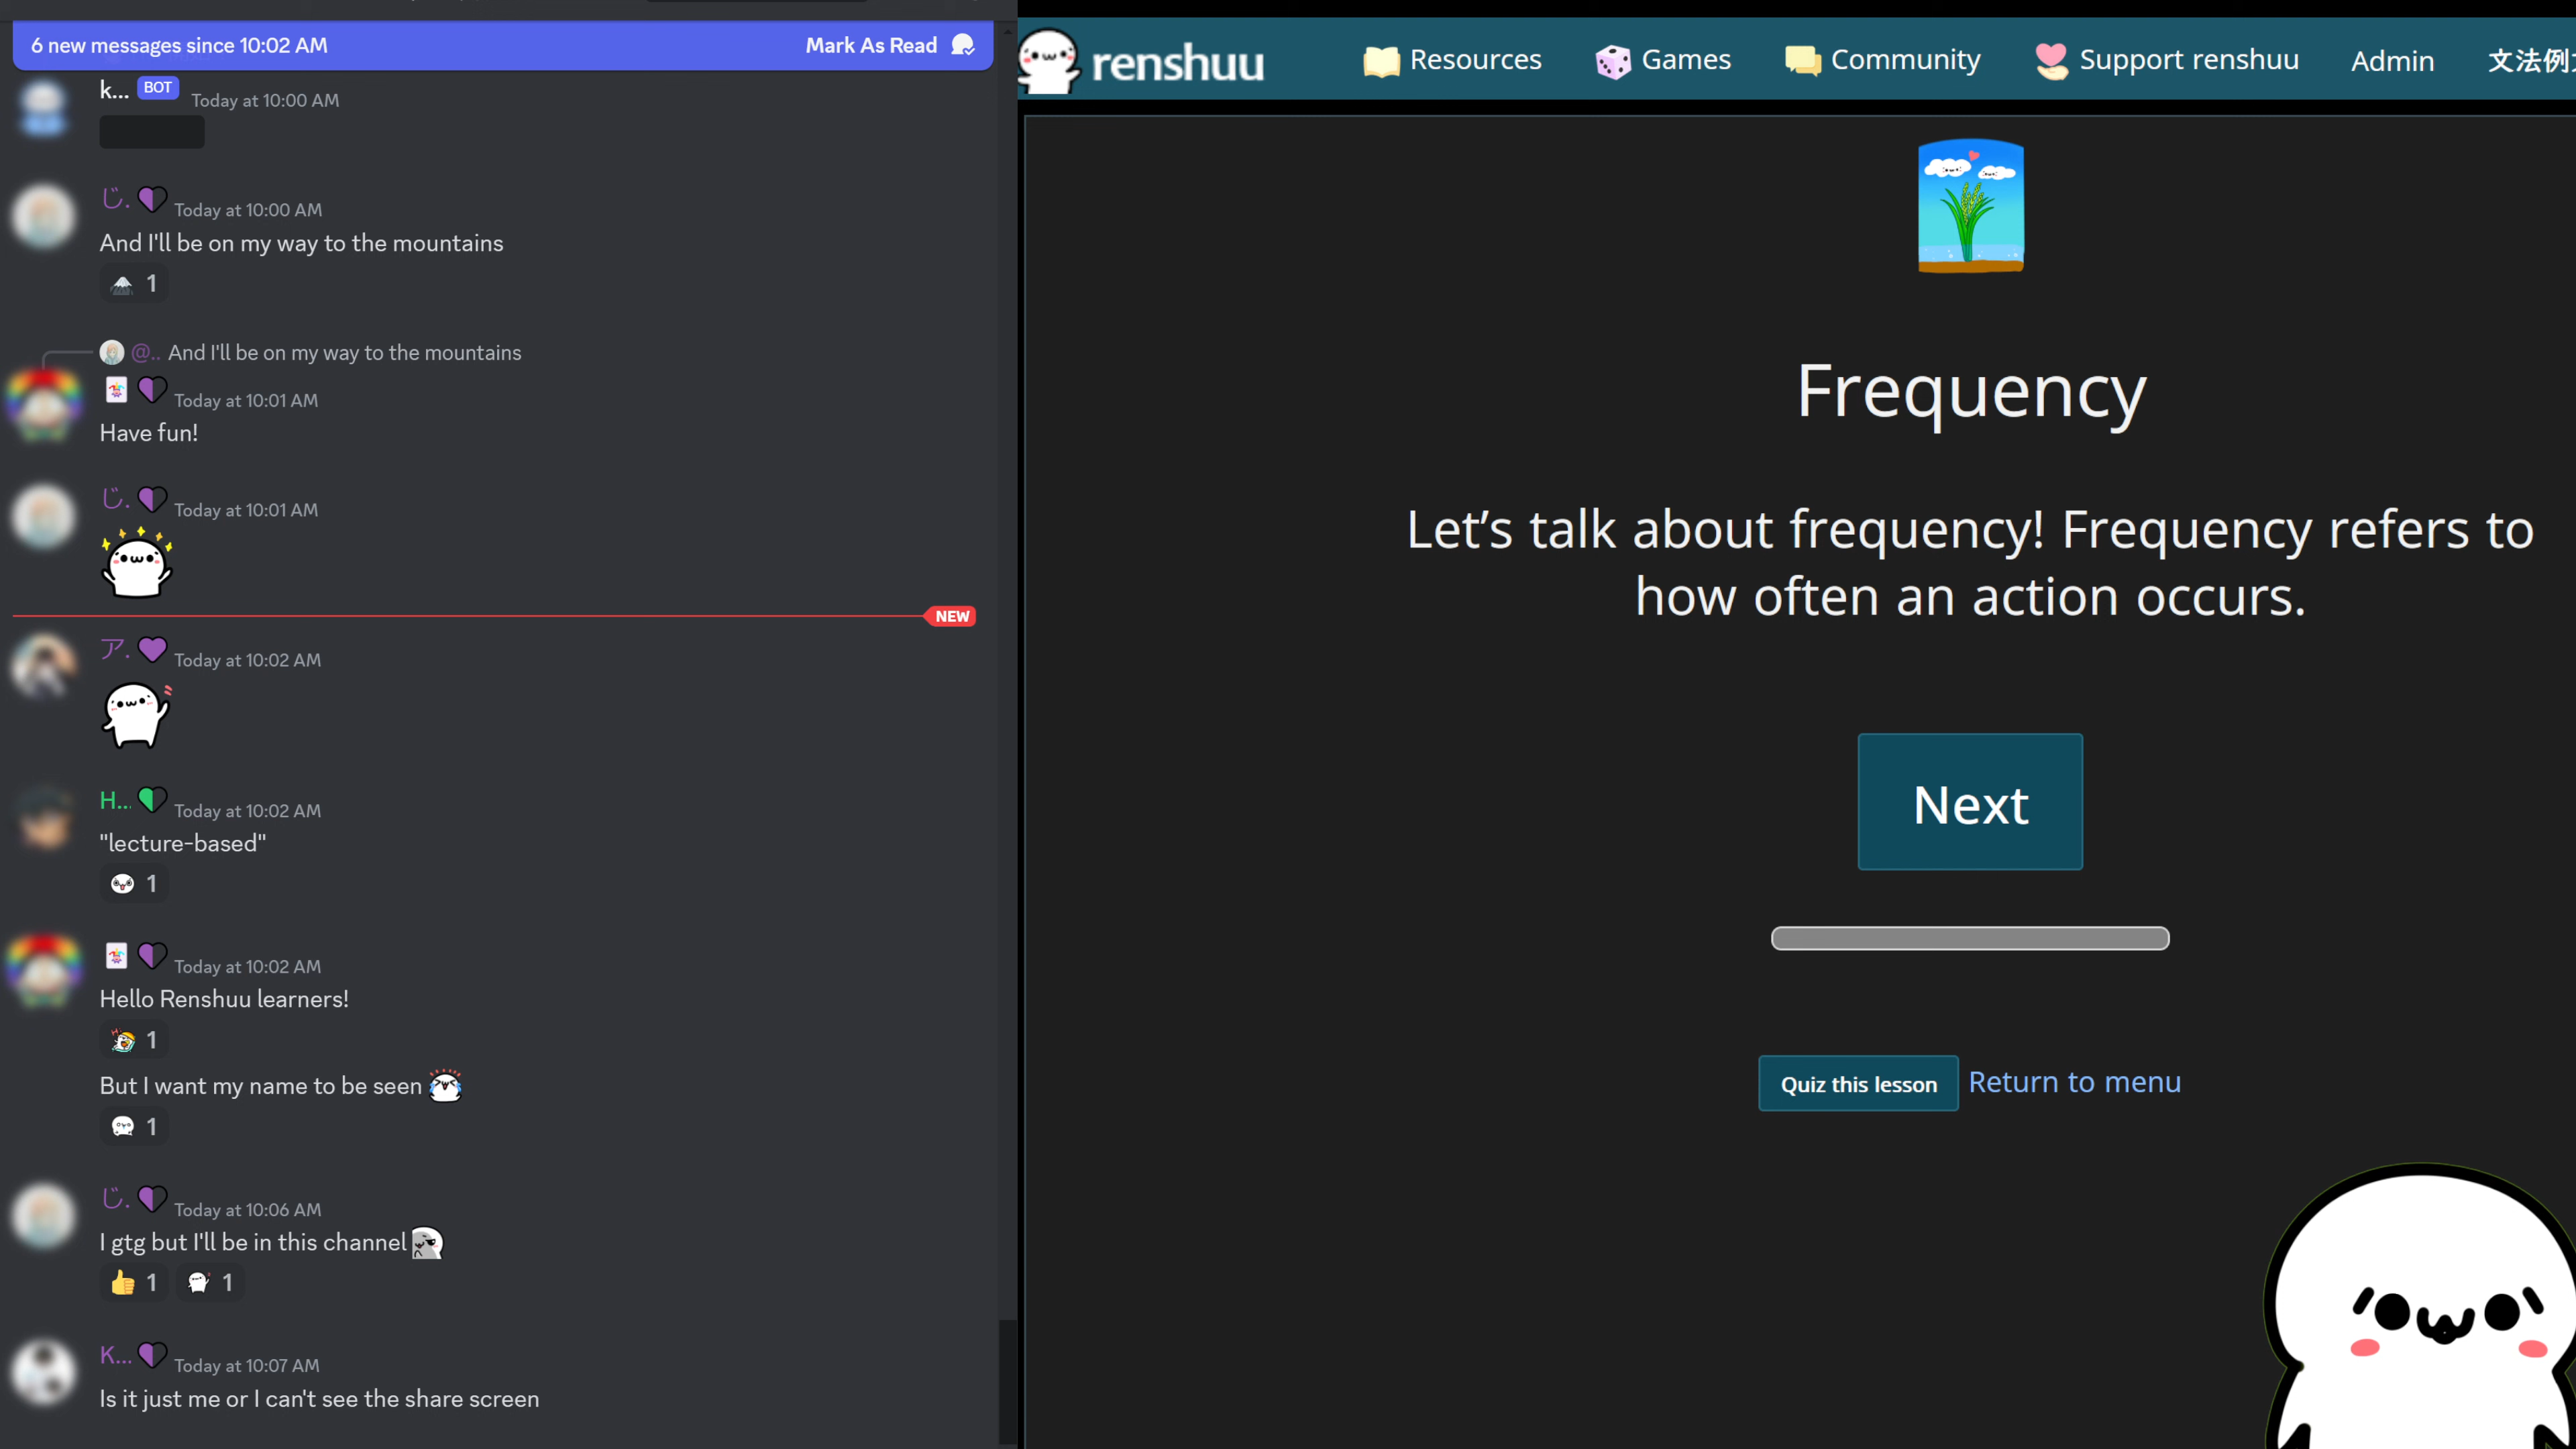 6 new messages since 10:02 AM
Mark As Read
k... BOT Today at 10:00 AM
じ. Today at 10:00 AM
And I'll be on my way to the mountains
1
@.. And I'll be on my way to the mountains
Today at 10:01 AM
Have fun!
じ. Today at 10:01 AM
NEW
ア. Today at 10:02 AM
H... Today at 10:02 AM
"lecture-based"
1
Today at 10:02 AM
Hello Renshuu learners!
1
But I want my name to be seen
1
じ. Today at 10:06 AM
I gtg but I'll be in this channel
1 1
K... Today at 10:07 AM
Is it just me or I can't see the share screen
renshuu
Resources
Games
Community
Support renshuu
Admin
文法例
Frequency
Let's talk about frequency! Frequency refers to
how often an action occurs.
Next
Quiz this lesson
Return to menu